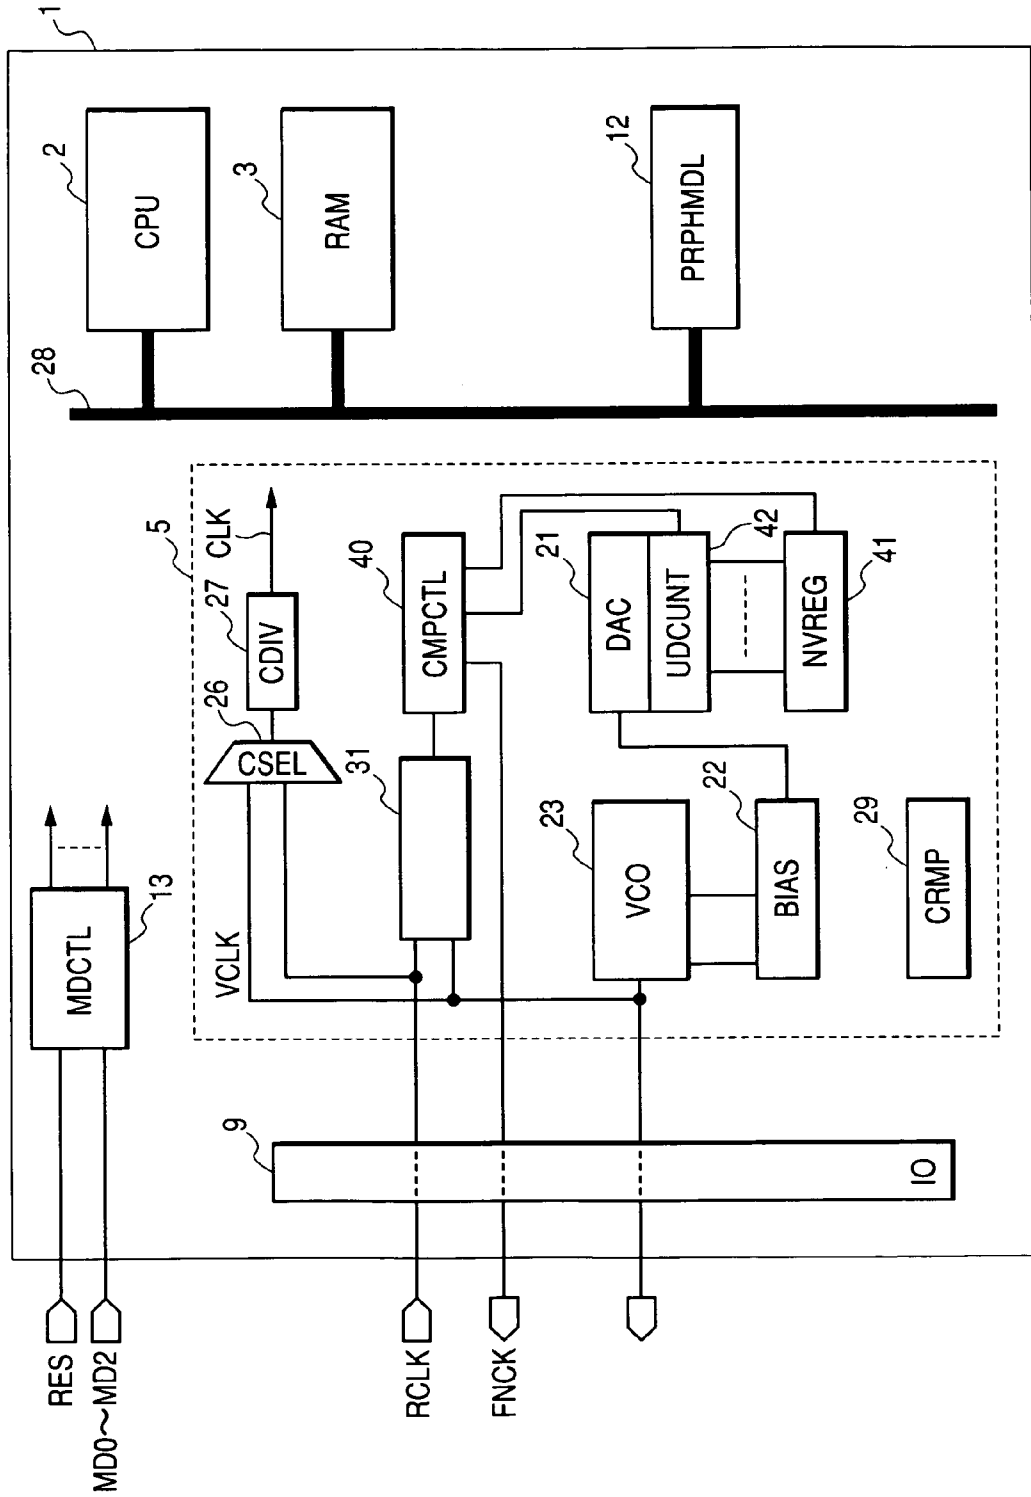 1
RES
MD0~MD2
MDCTL
13
5
28
CPU
2
VCLK
CSEL
26
CDIV
27
CLK
RAM
3
9
RCLK
31
CMPCTL
40
FNCK
VCO
23
DAC
21
UDCUNT
42
PRPHMDL
12
BIAS
22
NVREG
41
CRMP
29
IO